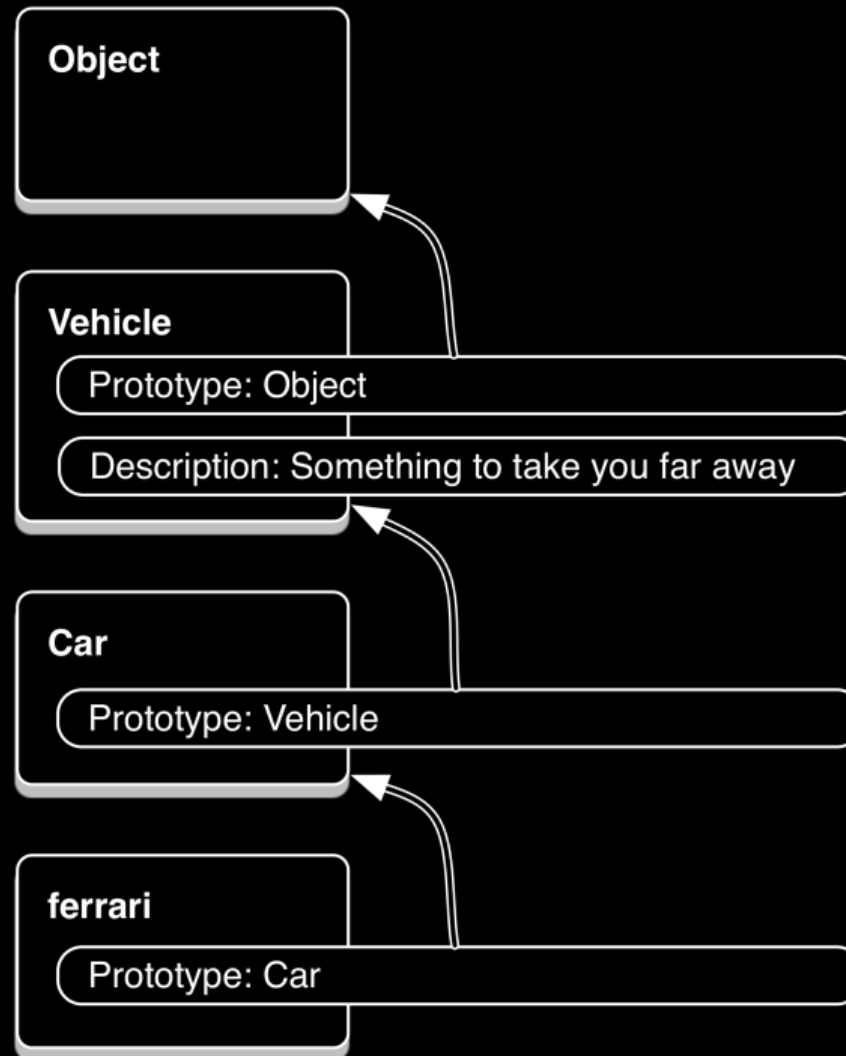 Object
Vehicle
Prototype: Object
Description: Something to take you far away
Car
Prototype: Vehicle
ferrari
Prototype: Car